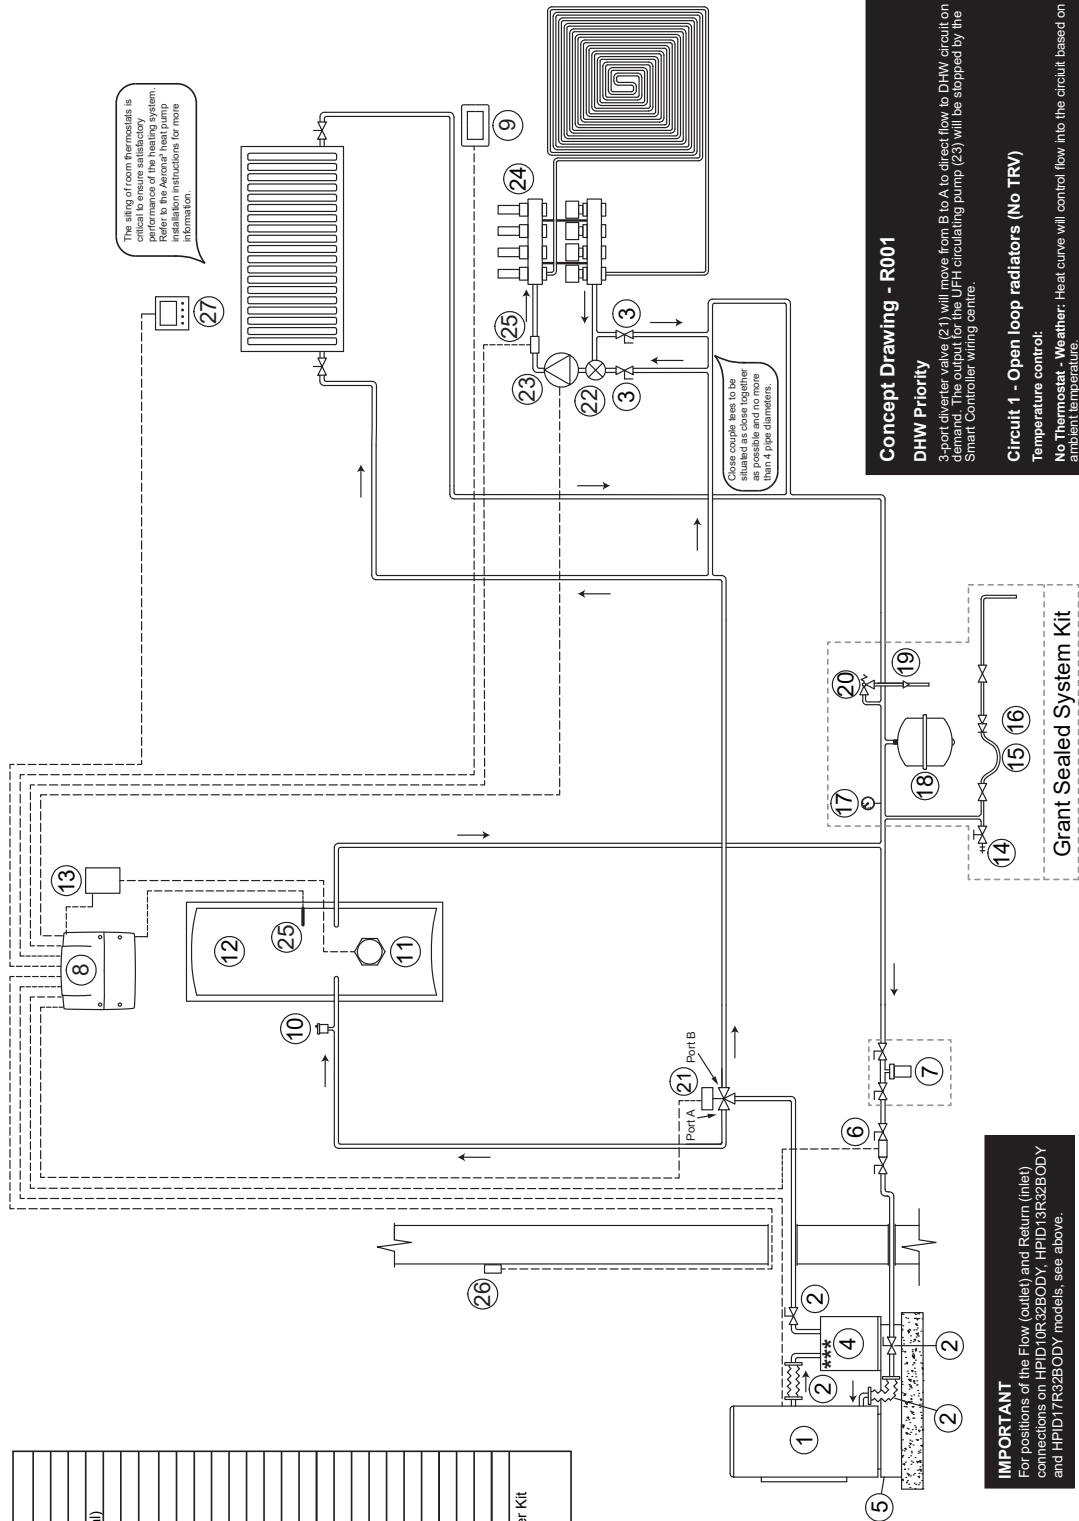 The siting of room thermostats is
critical to ensure satisfactory
performance of the heating system.
Refer to the Aerona³ heat pump
installation instructions for more
information.
27
9
24
25
23
22
3
3
Close couple tees to be
situated as close together
as possible and no more
than 4 pipe diameters.
8
13
12
25
11
10
21
Port A
Port B
26
20
19
17
18
16
15
14
Grant Sealed System Kit
7
6
2
4
***
2
2
2
1
5
Concept Drawing - R001
DHW Priority
3-port diverter valve (21) will move from B to A to direct flow to DHW circuit on
demand. The output for the UFH circulating pump (23) will be stopped by the
Smart Controller wiring centre.
Circuit 1 - Open loop radiators (No TRV)
Temperature control:
No Thermostat - Weather: Heat curve will control flow into the circiuit based on
ambient temperature.
IMPORTANT
For positions of the Flow (outlet) and Return (inlet)
connections on HPID10R32BODY, HPID13R32BODY
and HPID17R32BODY models, see above.
er Kit